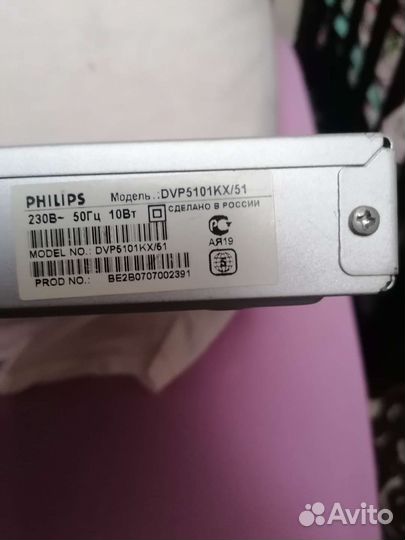 PHILIPS Модель.:DVP5101KX/51
230В~ 50Гц 10Вт СДЕЛАНО В РОССИИ
MODEL NO.: DVP5101KX/51
PROD NO.: BE2B0707002391
АЯ19
Avito